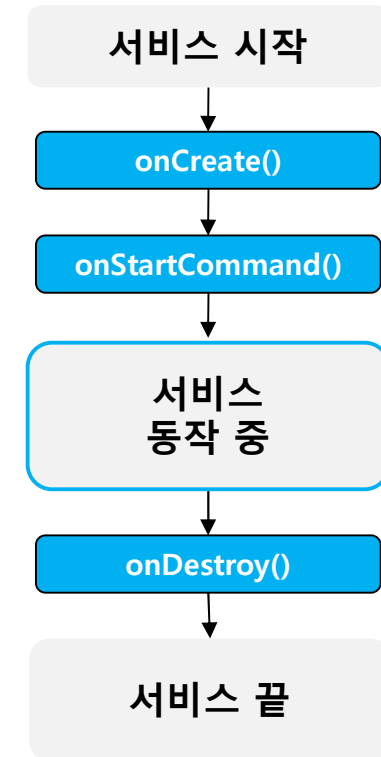 서비스 시작
onCreate()
onStartCommand()
서비스
동작 중
onDestroy()
서비스 끝